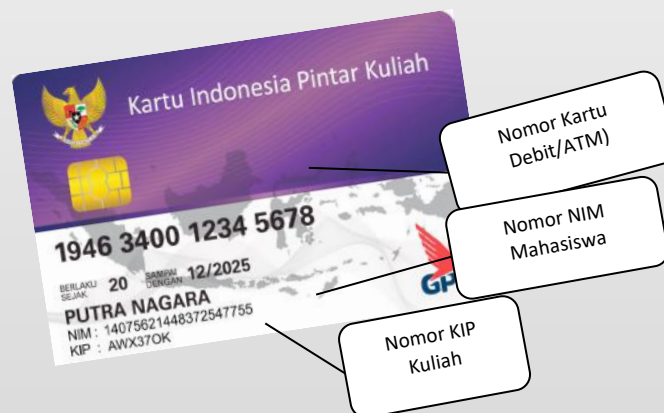 Kartu Indonesia Pintar Kuliah
1946 3400 1234 5678
BERLAKU SEJAK 20 SAMPAI DENGAN 12/2025
PUTRA NAGARA
NIM : 14075621448372547755
KIP : AWX37OK
GP
Nomor Kartu
Debit/ATM)
Nomor NIM
Mahasiswa
Nomor KIP
Kuliah